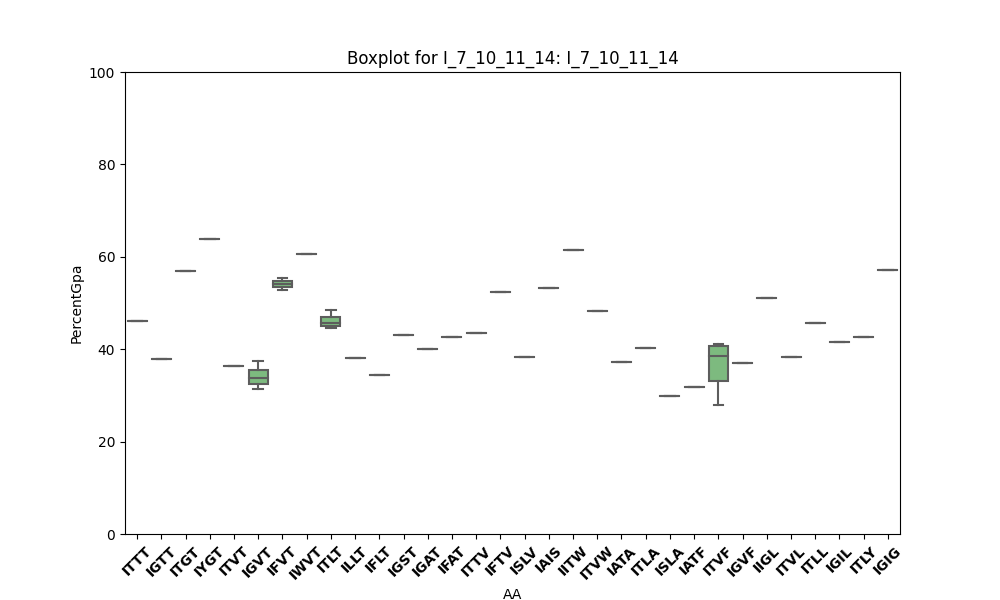 Boxplot for I_7_10_11_14: I_7_10_11_14
100
80
60
40
20
0
PercentGpa
ITTT IGTT ITGT IYGT ITVT IGVT IFVT IWVT ITLT ILLT IFLT IGST IGAT IFAT ITTV IFTV ISLV IAIS IITW ITVW IATA ITLA ISLA IATF ITVF IGVF IIGL ITVL ITLL IGIL ITLY IGIG
AA